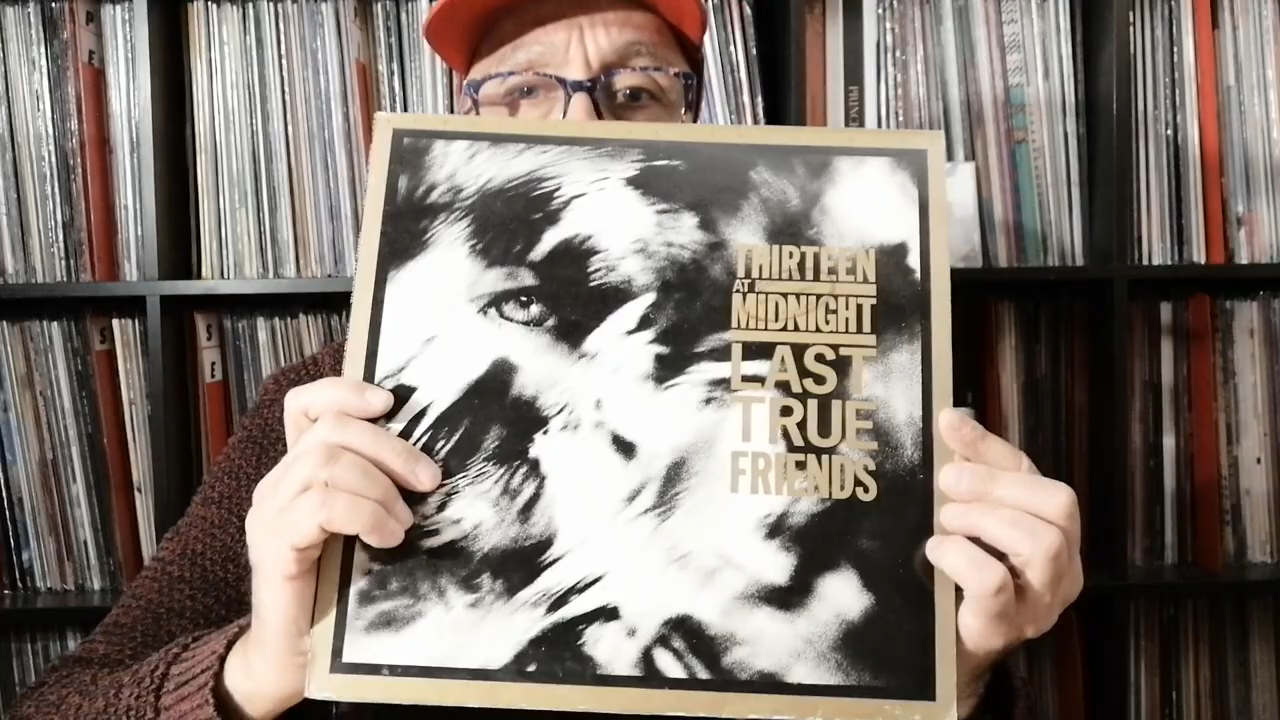 THIRTEEN
AT
MIDNIGHT
LAST
TRUE
FRIENDS
P
E
S
E
S